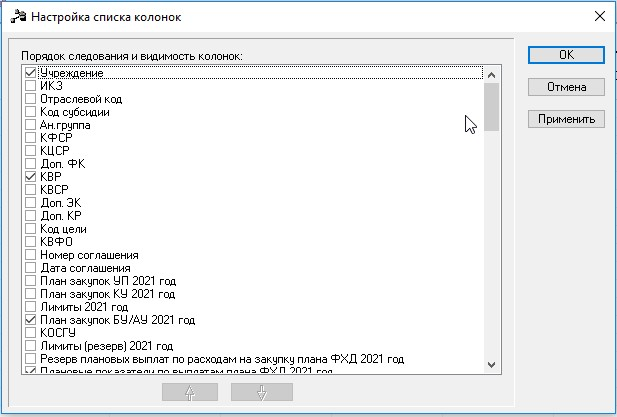 Настройка списка колонок
Порядок следования и видимость колонок:
Учреждение
ИКЗ
Отраслевой код
Код субсидии
Ан.группа
КФСР
КЦСР
Доп. ФК
КВР
КВСР
Доп. ЭК
Доп. КР
Код цели
КВФО
Номер соглашения
Дата соглашения
План закупок УП 2021 год
План закупок КУ 2021 год
Лимиты 2021 год
План закупок БУ/АУ 2021 год
КОСГУ
Лимиты (резерв) 2021 год
Резерв плановых выплат по расходам на закупку плана ФХД 2021 год
Плановые показатели по выплатам плана ФХД 2021 год
OK
Отмена
Применить